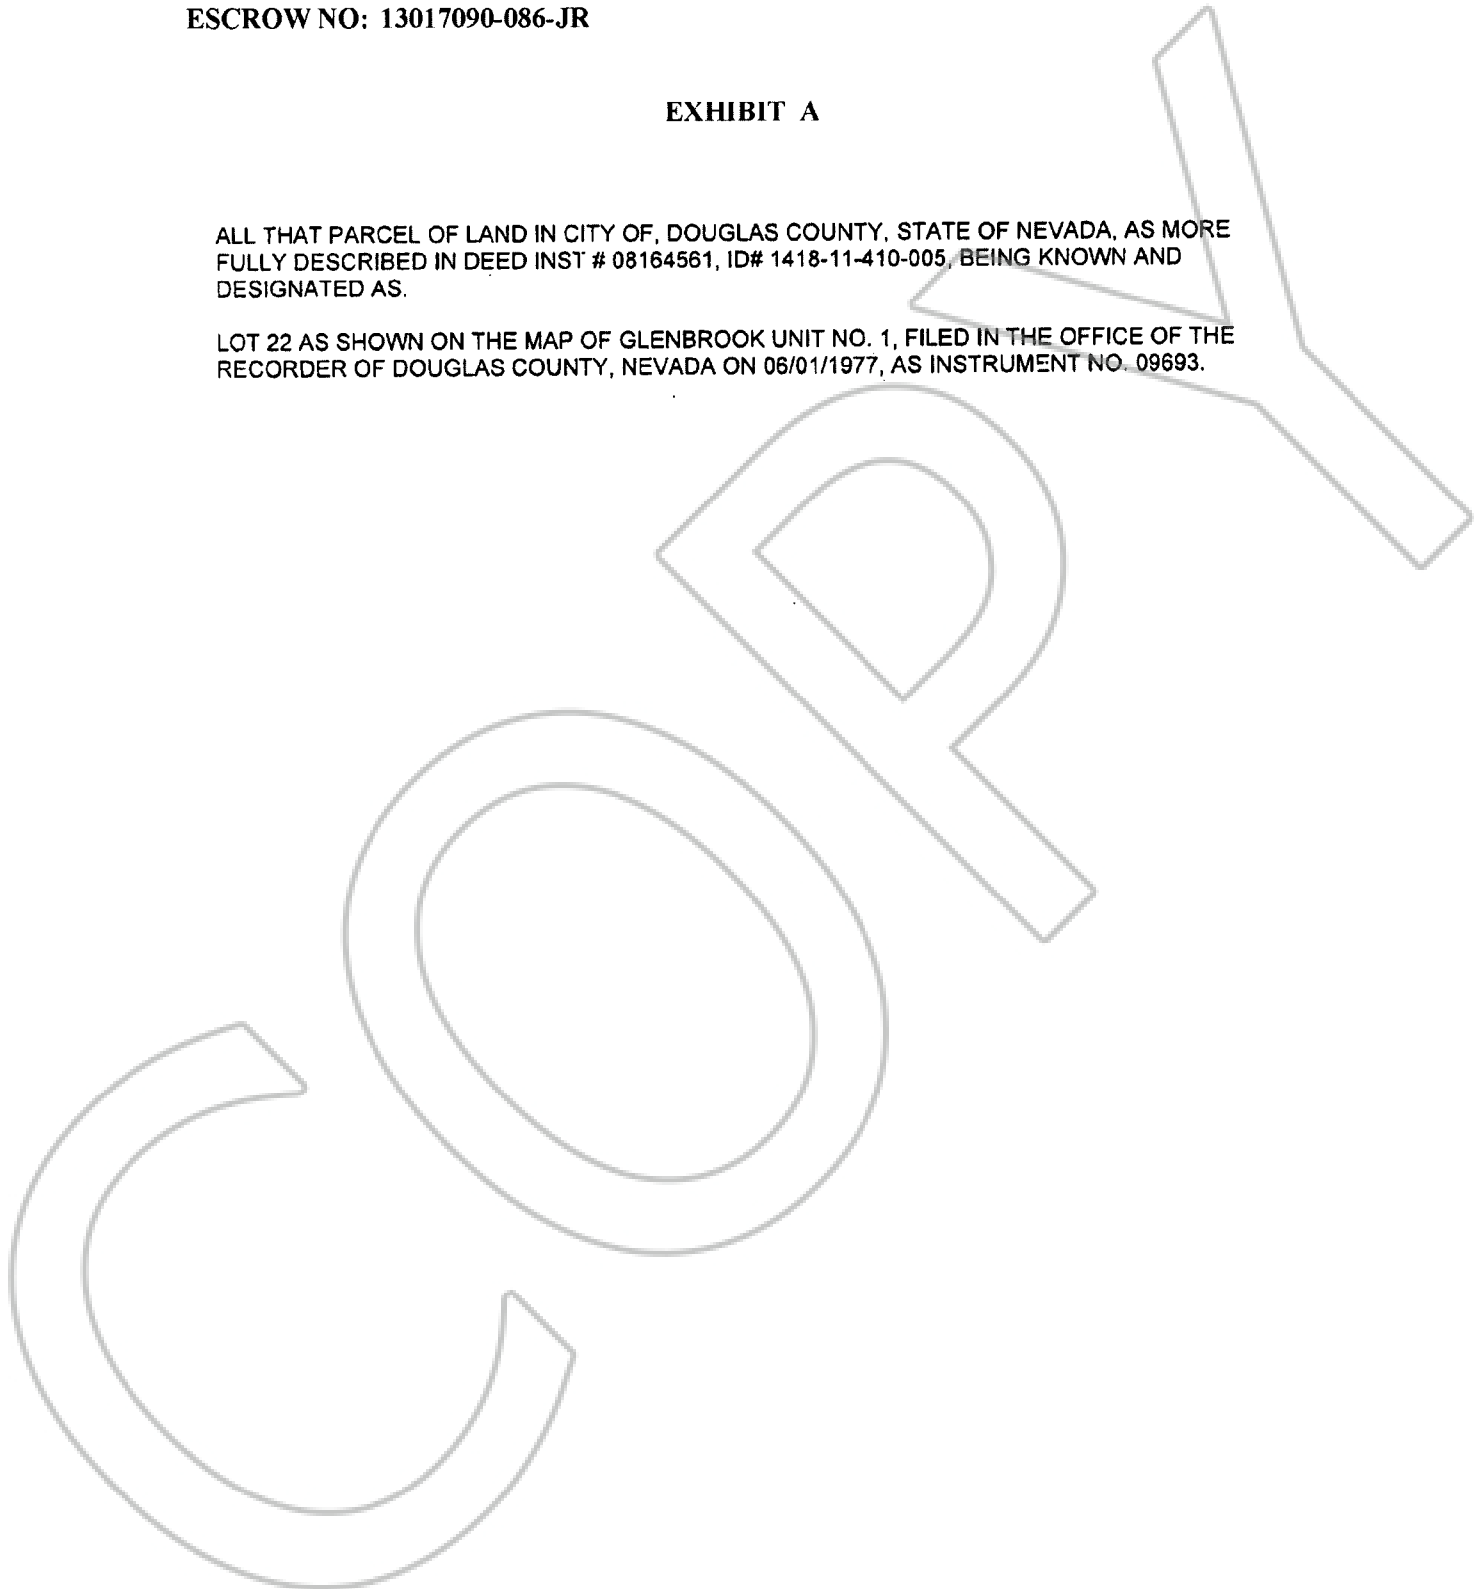 ESCROW NO: 13017090-086-JR
EXHIBIT A
ALL THAT PARCEL OF LAND IN CITY OF, DOUGLAS COUNTY, STATE OF NEVADA, AS MORE
FULLY DESCRIBED IN DEED INST # 08164561, ID# 1418-11-410-005, BEING KNOWN AND
DESIGNATED AS.
LOT 22 AS SHOWN ON THE MAP OF GLENBROOK UNIT NO. 1, FILED IN THE OFFICE OF THE
RECORDER OF DOUGLAS COUNTY, NEVADA ON 06/01/1977, AS INSTRUMENT NO. 09693.
COPY